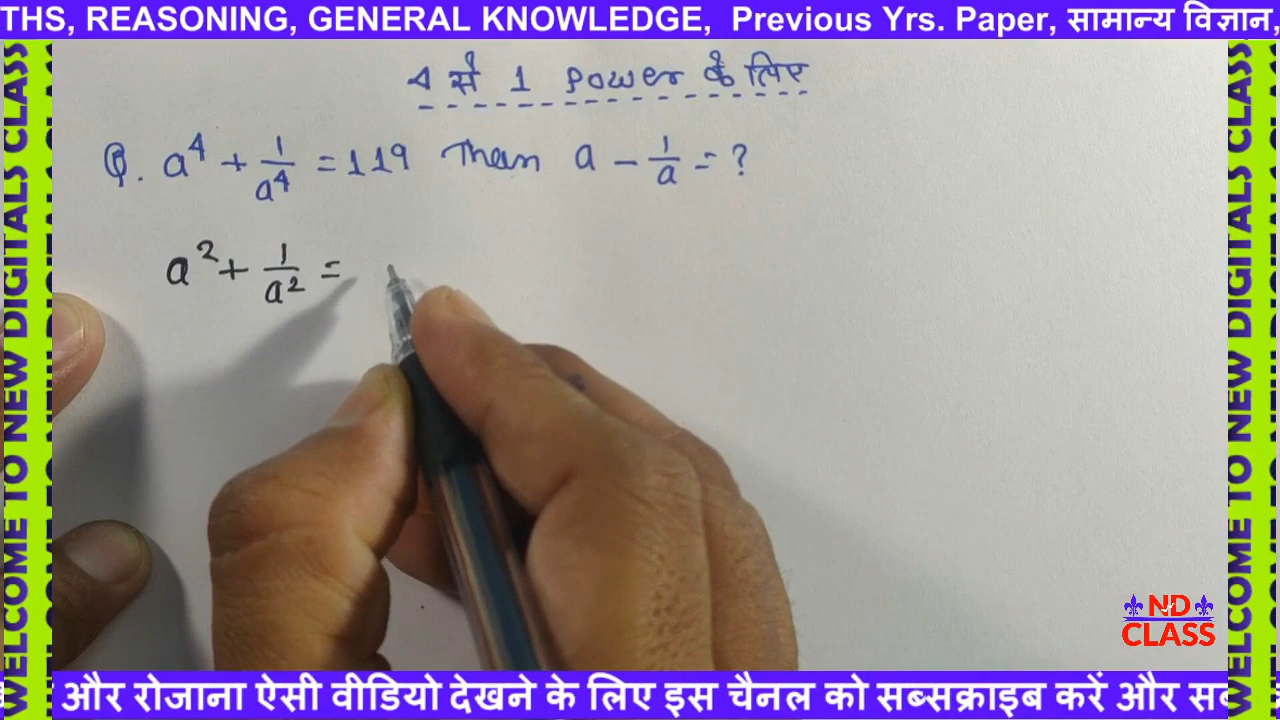 THS, REASONING, GENERAL KNOWLEDGE, Previous Yrs. Paper, सामान्य विज्ञान,
4 से 1 Power के लिए
Q. a⁴ + 1/a⁴ = 119 Then a - 1/a = ?
a² + 1/a² =
WELCOME TO NEW DIGITALS CLASS
WELCOME TO NEW DIGITALS CLASS
ND
CLASS
और रोजाना ऐसी वीडियो देखने के लिए इस चैनल को सब्सक्राइब करें और सब